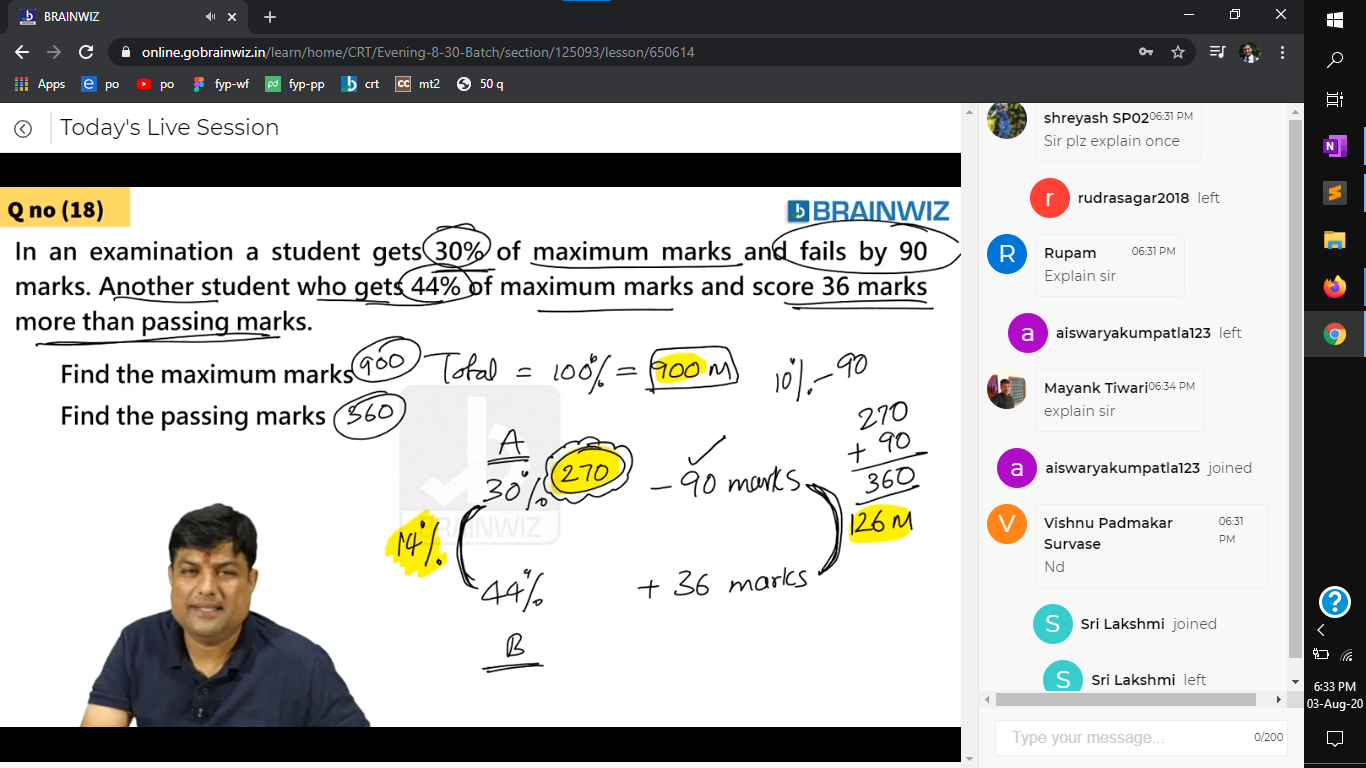 BRAINWIZ
online.gobrainwiz.in/learn/home/CRT/Evening-8-30-Batch/section/125093/lesson/650614
Apps po po fyp-wf fyp-pp crt mt2 50 q
Today's Live Session
Q no (18)
BRAINWIZ
In an examination a student gets 30% of maximum marks and fails by 90
marks. Another student who gets 44% of maximum marks and score 36 marks
more than passing marks.
Find the maximum marks 900 Total = 100% = 900 M 10% - 90
Find the passing marks 360
270
+ 90
360
126 M
A
30% 270 - 90 marks
14%
44% + 36 marks
B
BRAINWIZ
shreyash SP02 06:31 PM
Sir plz explain once
r rudrasagar2018 left
R Rupam 06:31 PM
Explain sir
a aiswaryakumpatla123 left
Mayank Tiwari 06:34 PM
explain sir
a aiswaryakumpatla123 joined
V Vishnu Padmakar Survase 06:31 PM
Nd
S Sri Lakshmi joined
S Sri Lakshmi left
Type your message... 0/200
6:33 PM
03-Aug-20